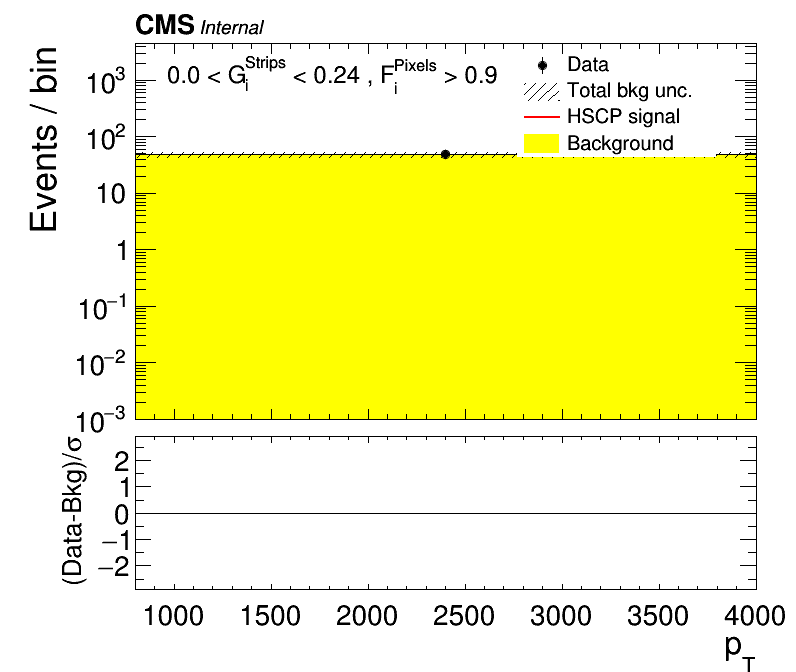 CMS Internal
0.0 < G_i^Strips < 0.24 , F_i^Pixels > 0.9
Data
Total bkg unc.
HSCP signal
Background
Events / bin
10^3
10^2
10
1
10^−1
10^−2
10^−3
(Data-Bkg)/σ
2
1
0
−1
−2
1000 1500 2000 2500 3000 3500 4000
p_T